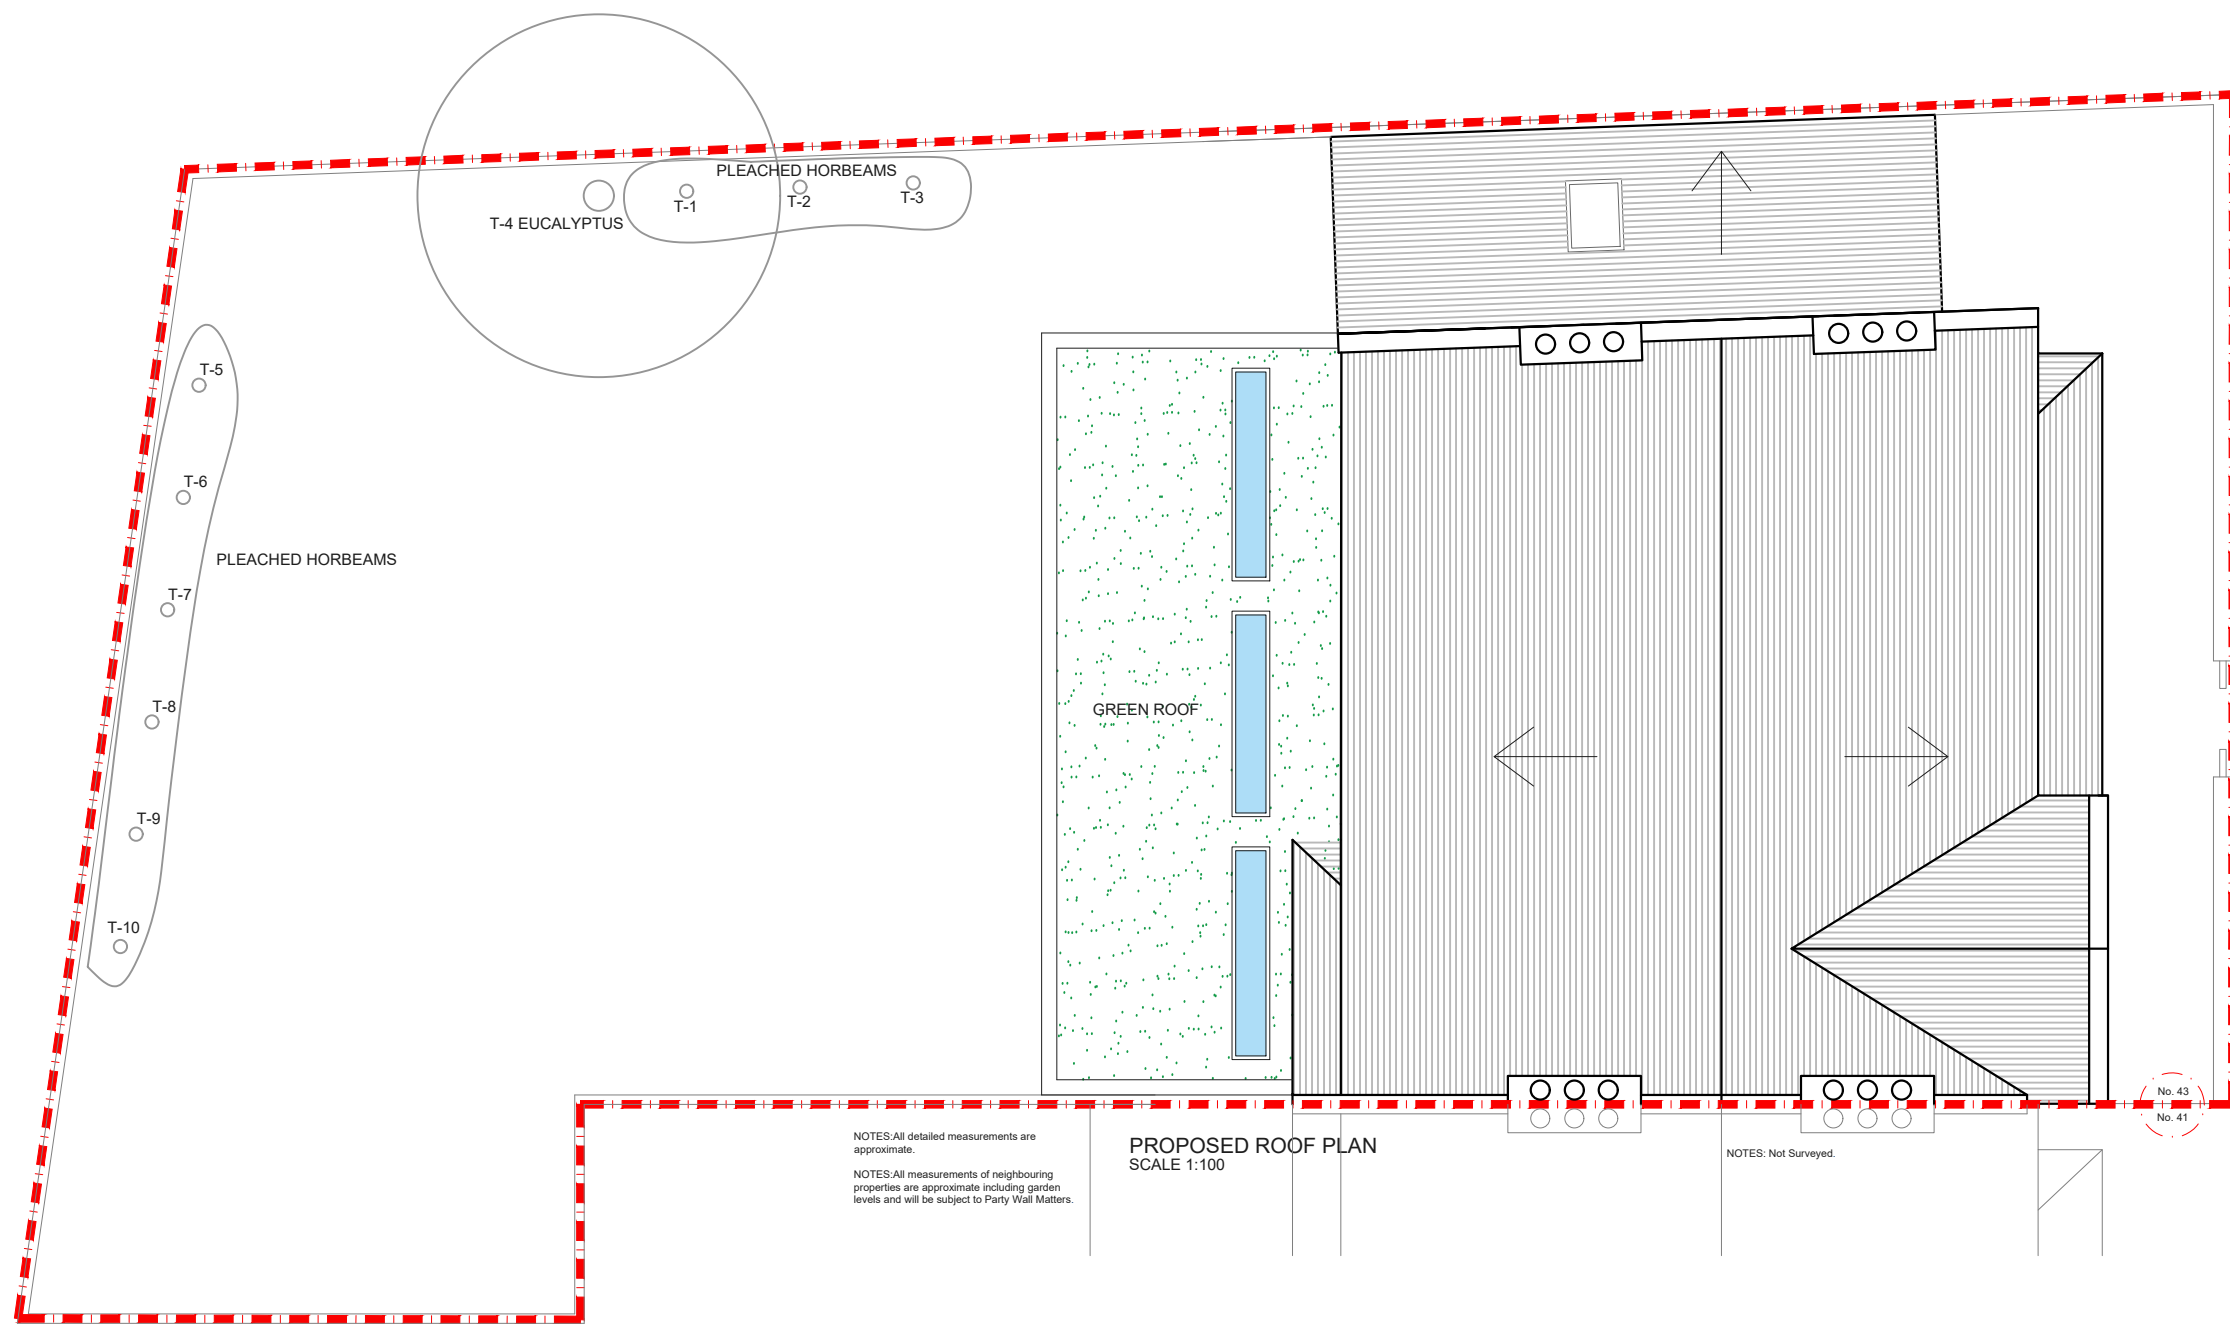 PLEACHED HORBEAMS
T-1
T-2
T-3
T-4 EUCALYPTUS
T-5
T-6
PLEACHED HORBEAMS
T-7
T-8
GREEN ROOF
T-9
T-10
No. 43
No. 41
NOTES:All detailed measurements are
approximate.
NOTES:All measurements of neighbouring
properties are approximate including garden
levels and will be subject to Party Wall Matters.
PROPOSED ROOF PLAN
SCALE 1:100
NOTES: Not Surveyed.